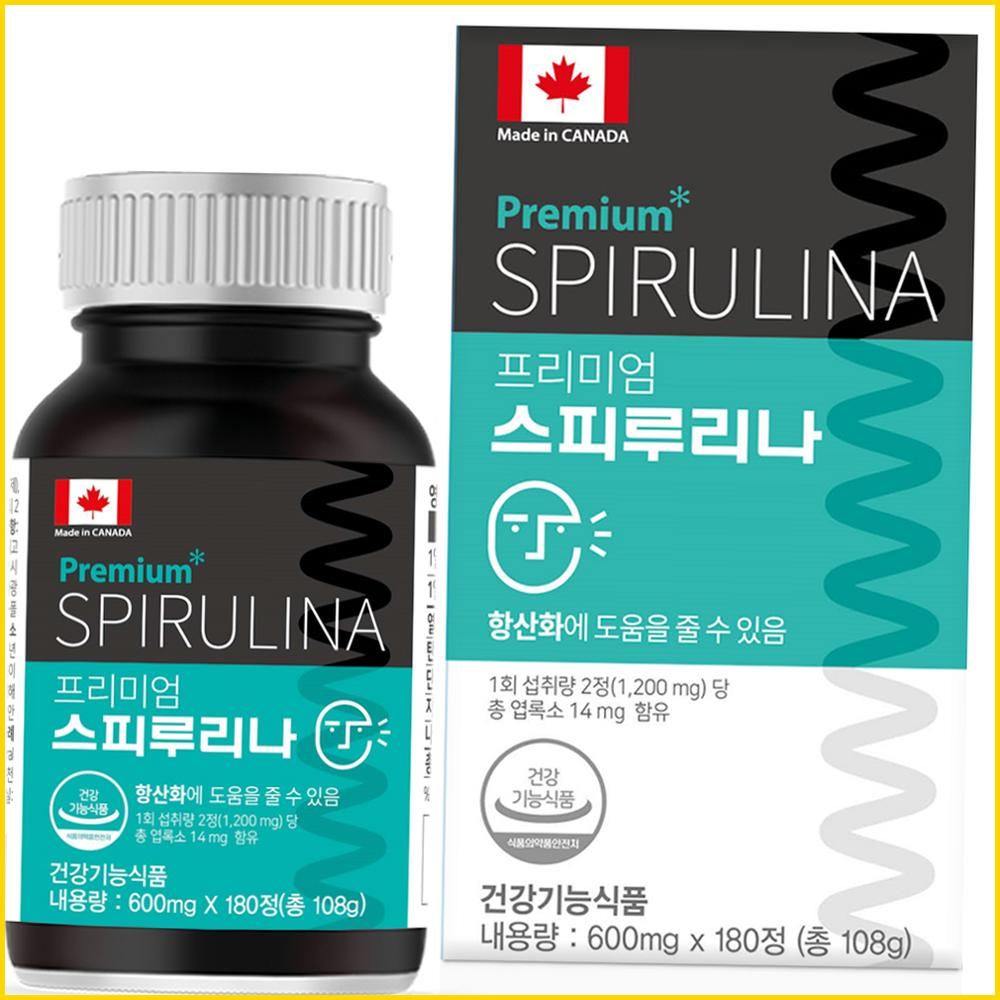 Made in CANADA
Premium*
SPIRULINA
프리미엄
스피루리나
항산화에 도움을 줄 수 있음
1회 섭취량 2정(1,200 mg) 당
총 엽록소 14 mg 함유
건강
기능식품
식품의약품안전처
건강기능식품
내용량 : 600mg X 180정(총 108g)
Made in CANADA
Premium*
SPIRULINA
프리미엄
스피루리나
항산화에 도움을 줄 수 있음
1회 섭취량 2정(1,200 mg) 당
총 엽록소 14 mg 함유
건강
기능식품
식품의약품안전처
건강기능식품
내용량 : 600mg x 180정 (총 108g)